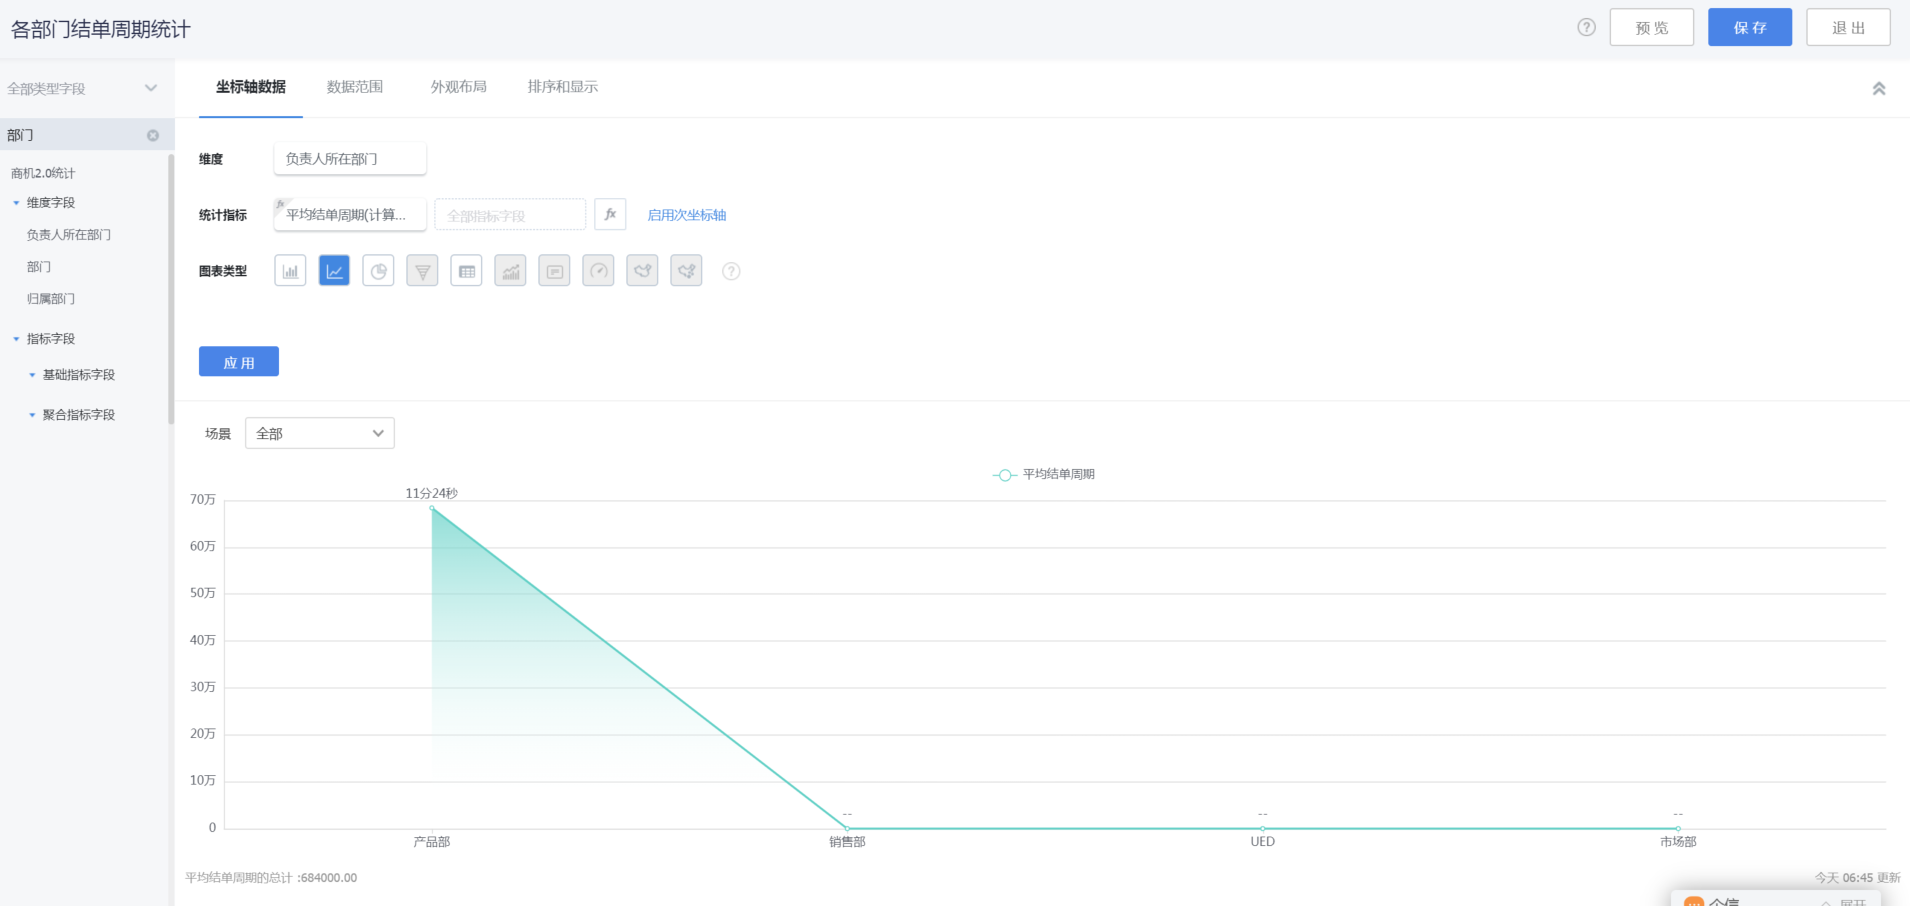 各部门结单周期统计
预 览
保 存
退 出
全部类型字段
坐标轴数据
数据范围
外观布局
排序和显示
部门
商机2.0统计
维度字段
负责人所在部门
部门
归属部门
指标字段
基础指标字段
聚合指标字段
维度
负责人所在部门
统计指标
fx
平均结单周期(计算...
全部指标字段
fx
启用次坐标轴
图表类型
应 用
场景
全部
平均结单周期
11分24秒
70万
60万
50万
40万
30万
20万
10万
0
--
--
--
产品部
销售部
UED
市场部
平均结单周期的总计 :684000.00
今天 06:45 更新
企信
展开